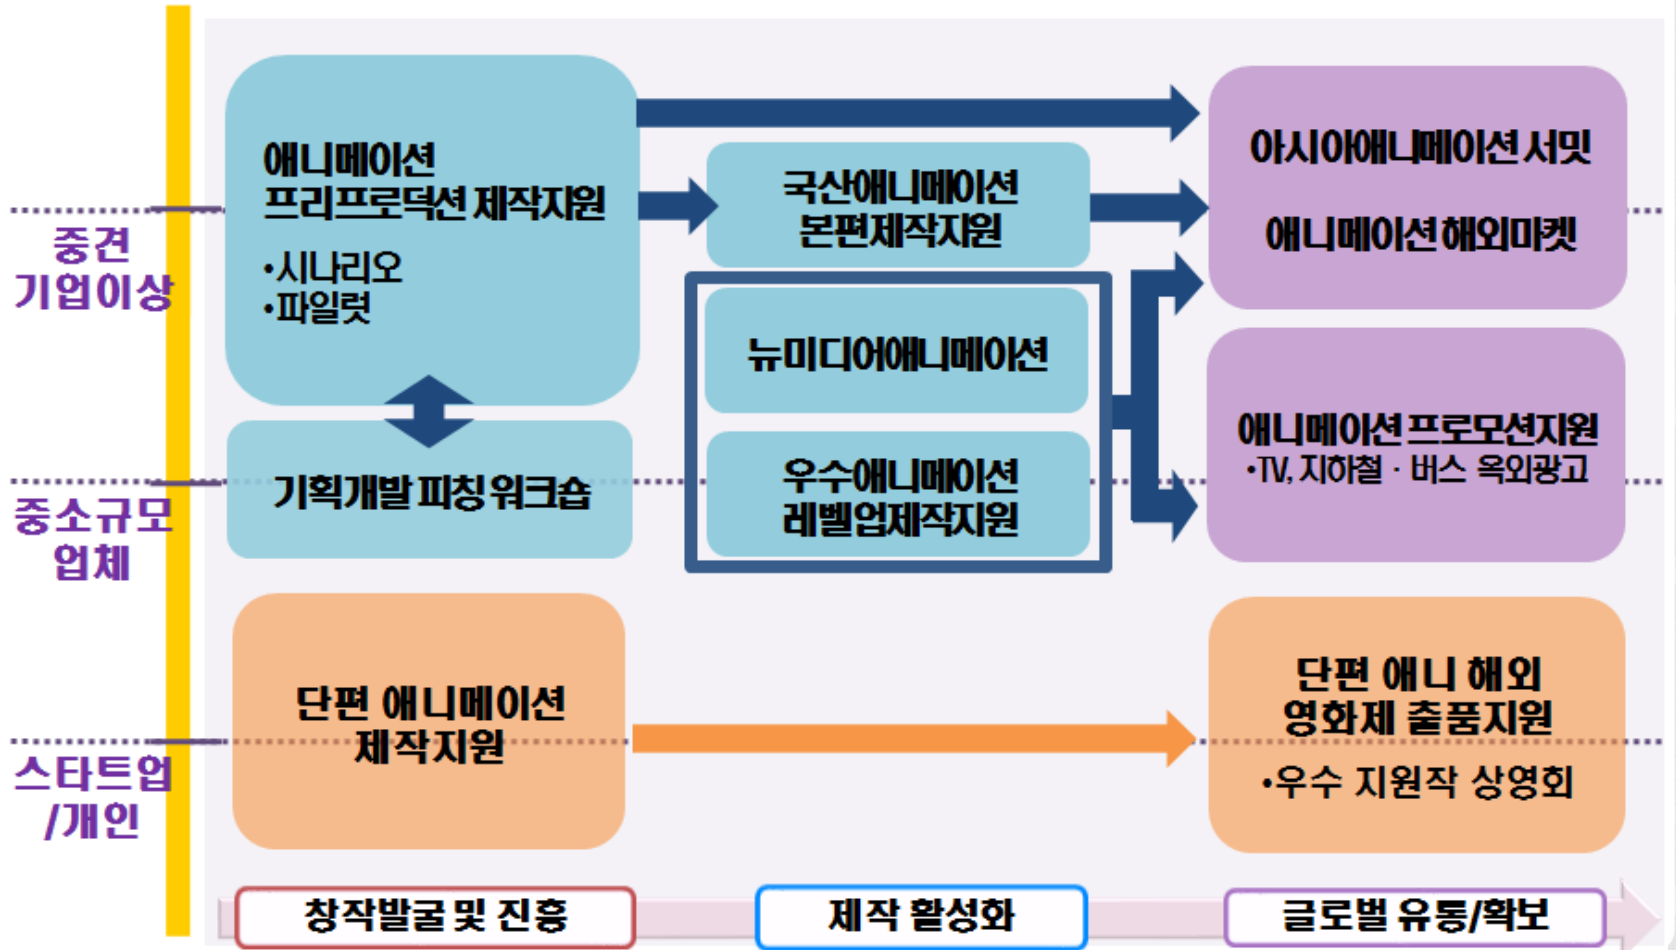 중견
기업이상
중소규모
업체
스타트업
/개인
애니메이션
프리프로덕션 제작지원
•시나리오
•파일럿
기획개발 피칭 워크숍
단편 애니메이션
제작지원
국산애니메이션
본편제작지원
뉴미디어애니메이션
우수애니메이션
레벨업제작지원
아시아애니메이션 서밋
애니메이션 해외마켓
애니메이션 프로모션지원
•TV, 지하철 · 버스 옥외광고
단편 애니 해외
영화제 출품지원
•우수 지원작 상영회
창작발굴 및 진흥
제작 활성화
글로벌 유통/확보